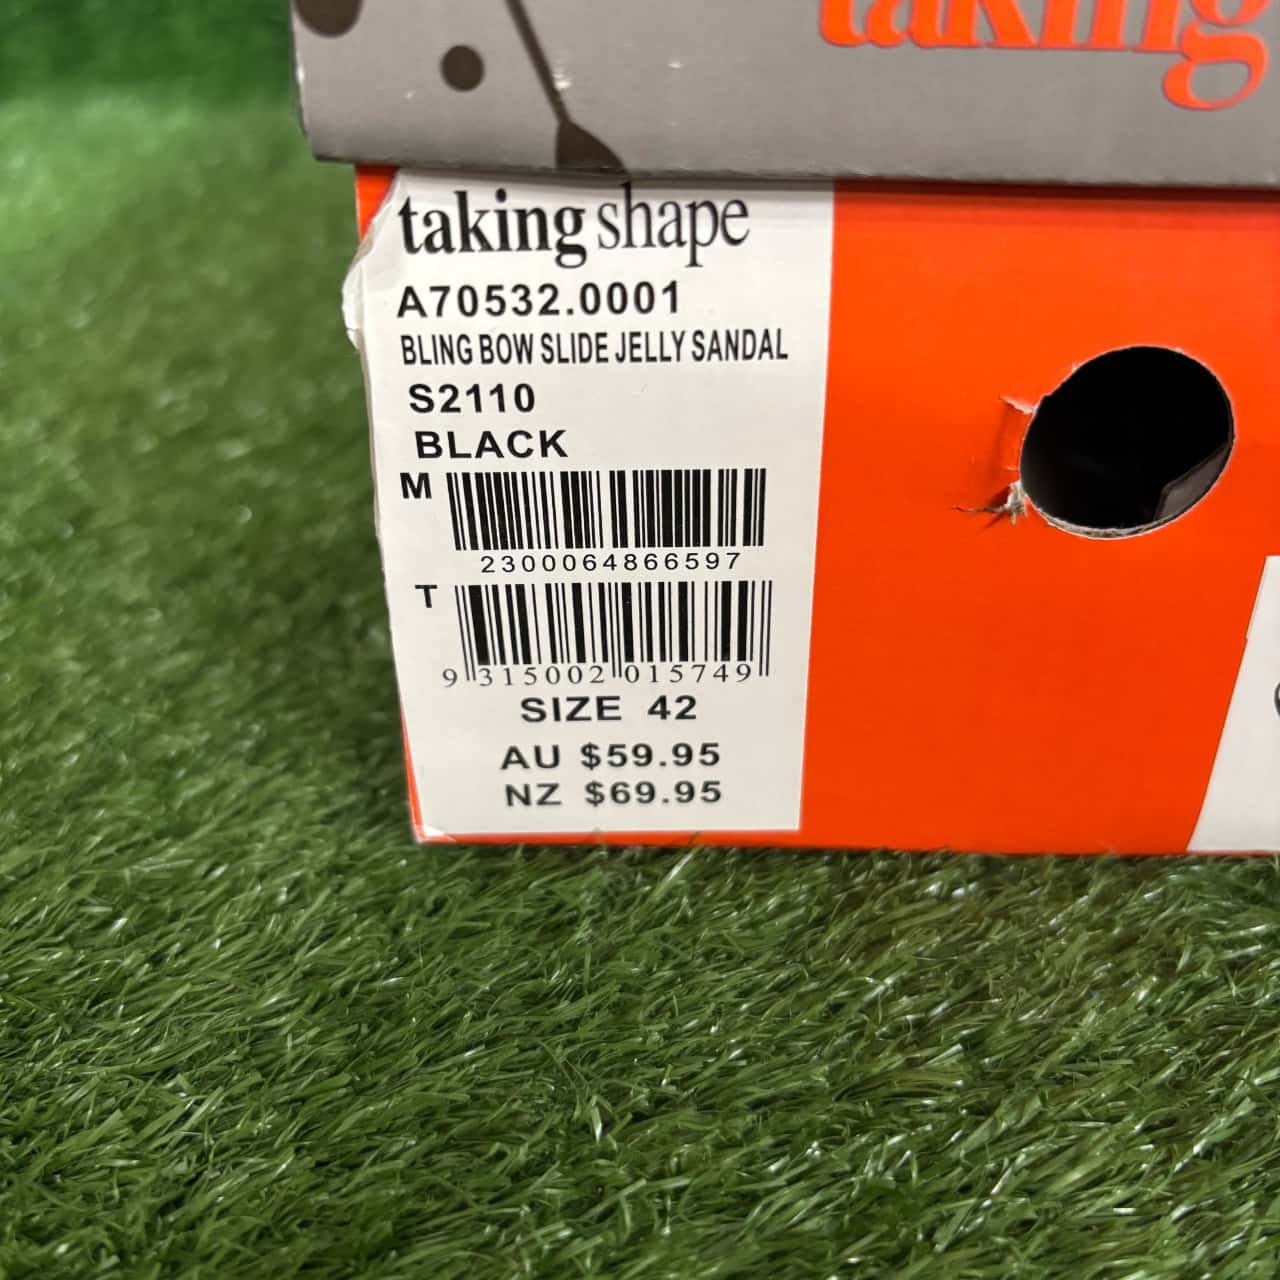 taking
taking shape
A70532.0001
BLING BOW SLIDE JELLY SANDAL
S2110
BLACK
M
2300064866597
T
9 315002 015749
SIZE 42
AU $59.95
NZ $69.95